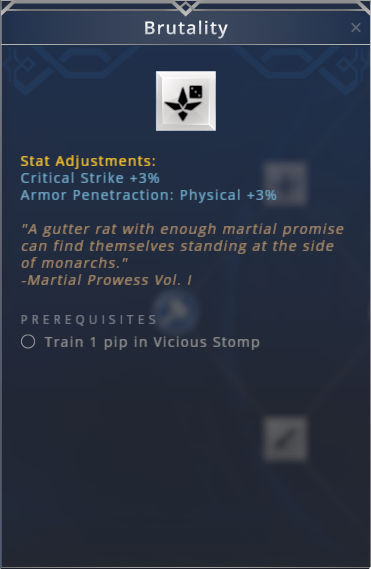 Brutality
Stat Adjustments:
Critical Strike +3%
Armor Penetraction: Physical +3%
"A gutter rat with enough martial promise
can find themselves standing at the side
of monarchs."
-Martial Prowess Vol. I
PREREQUISITES
Train 1 pip in Vicious Stomp